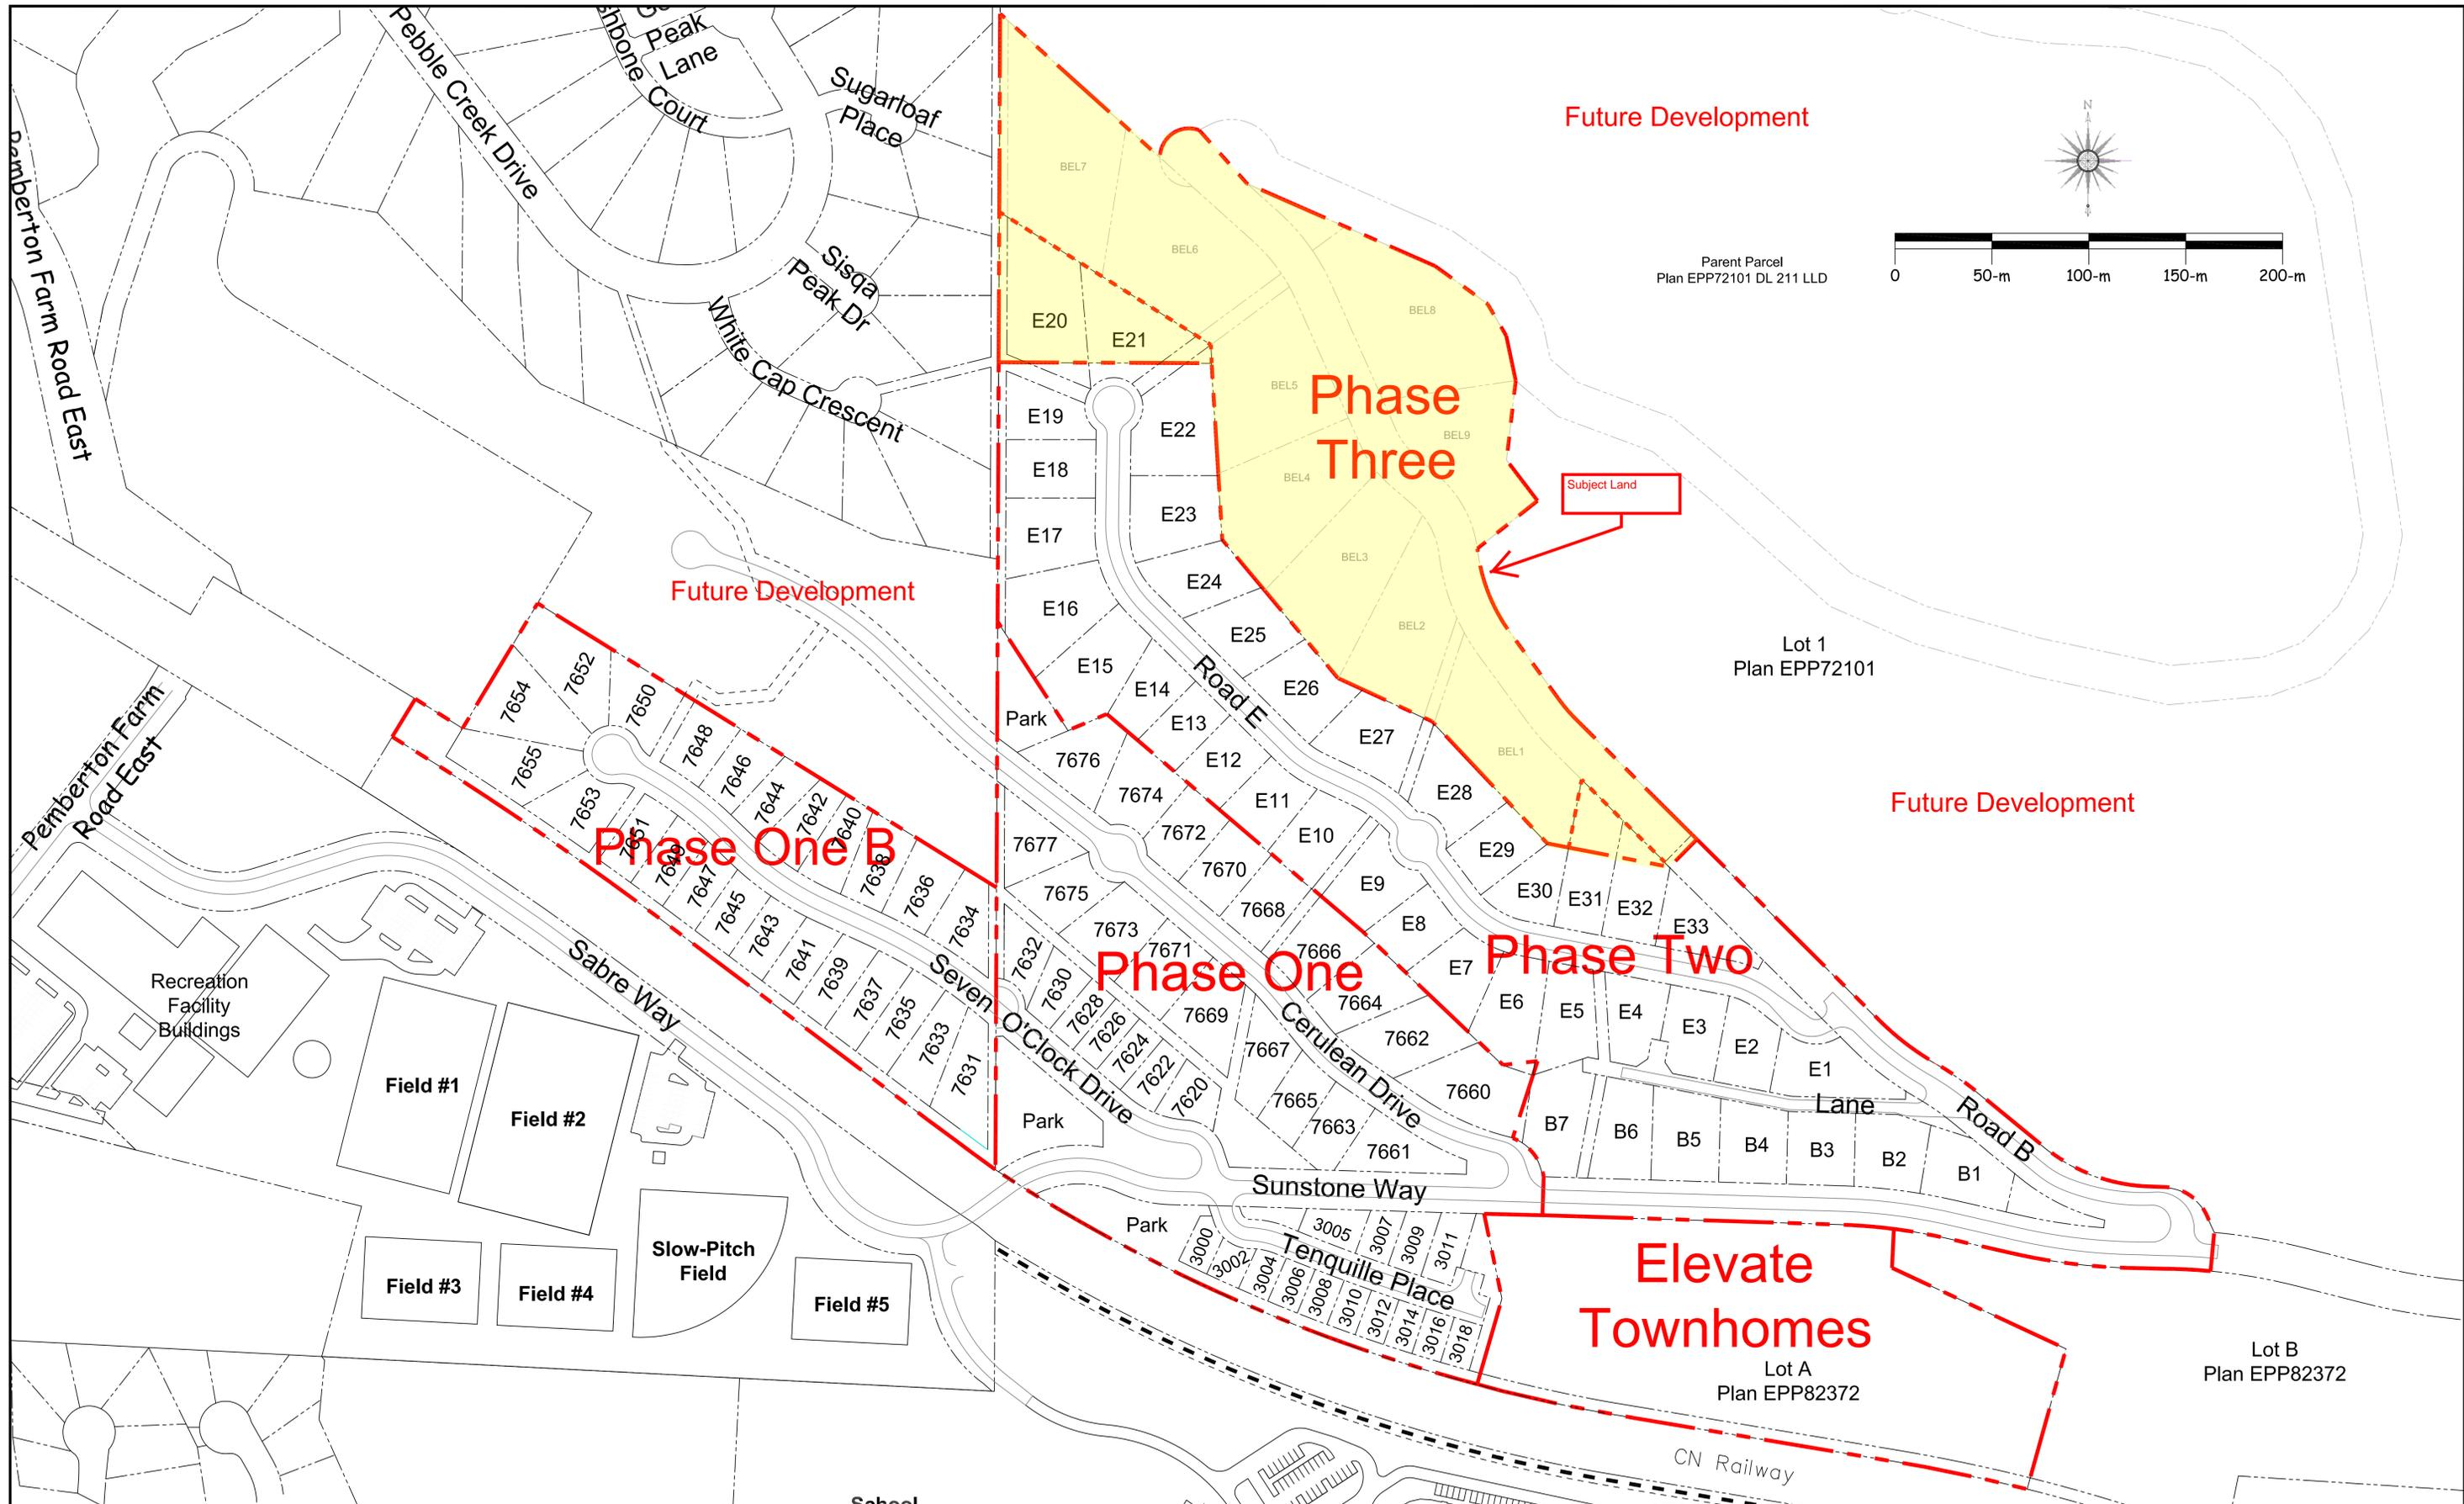 Pebble Creek Drive
Peak
Lane
Court
Sugarloaf
Place
Sisqa
Peak Dr
White Cap Crescent
Pemberton Farm Road East
Future Development
N
0 50-m 100-m 150-m 200-m
Parent Parcel
Plan EPP72101 DL 211 LLD
BEL7
BEL6
BEL8
BEL5
BEL9
BEL4
BEL3
BEL2
BEL1
Phase
Three
Subject Land
E20
E21
E19
E22
E18
E23
E17
E24
E16
E25
E15
E14
E26
E13
E27
E12
E28
E11
E10
E29
E9
E30
E31
E32
E33
E8
E7
E6
E5
E4
E3
E2
E1
Road E
Future Development
Lot 1
Plan EPP72101
Future Development
Park
7676
7674
7672
7670
7668
7666
7664
7662
7660
7677
7675
7673
7671
7669
7667
7665
7663
7661
Phase One
Phase Two
Cerulean Drive
7654
7652
7650
7648
7646
7644
7642
7640
7638
7636
7634
7655
7653
7651
7649
7647
7645
7643
7641
7639
7637
7635
7633
7631
Phase One B
Seven O'Clock Drive
7632
7630
7628
7626
7624
7622
7620
Park
Pemberton Farm
Road East
Sabre Way
Recreation
Facility
Buildings
Field #1
Field #2
Field #3
Field #4
Slow-Pitch
Field
Field #5
B7
B6
B5
B4
B3
B2
B1
Lane
Road B
Sunstone Way
Park
3000
3002
3004
3006
3008
3010
3012
3014
3016
3018
3005
3007
3009
3011
Tenquille Place
Elevate
Townhomes
Lot A
Plan EPP82372
Lot B
Plan EPP82372
CN Railway